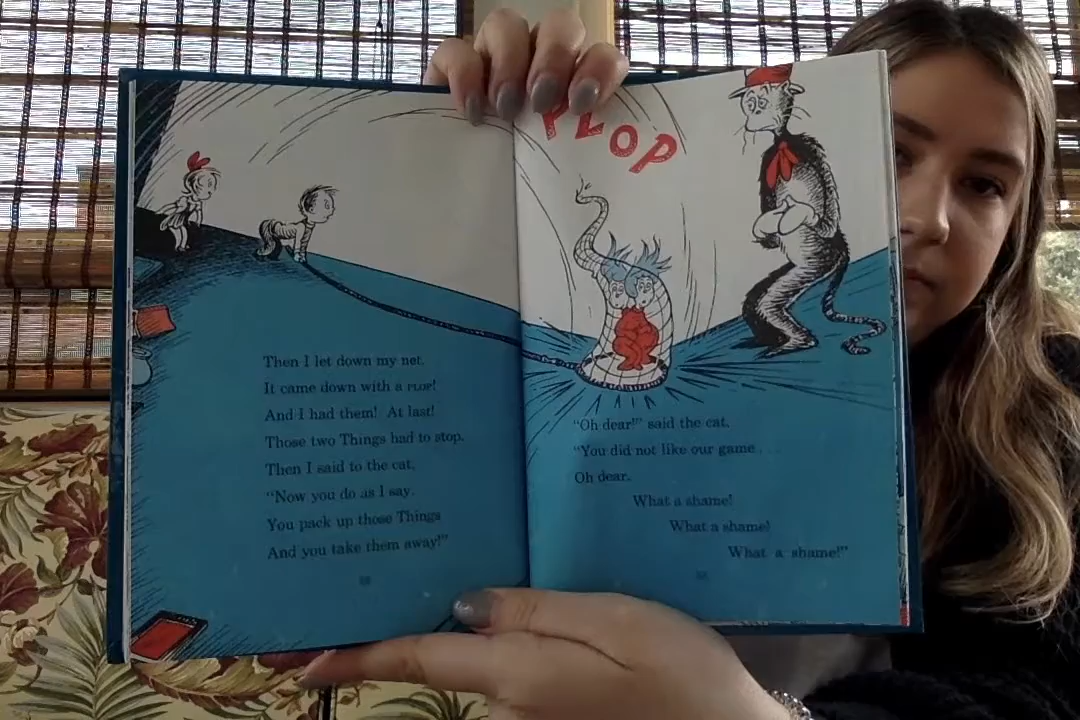 Then I let down my net.
It came down with a PLOP!
And I had them! At last!
Those two Things had to stop.
Then I said to the cat,
"Now you do as I say.
You pack up those Things
And you take them away!"
PLOP
"Oh dear!" said the cat,
"You did not like our game . . .
Oh dear.
What a shame!
What a shame!
What a shame!"